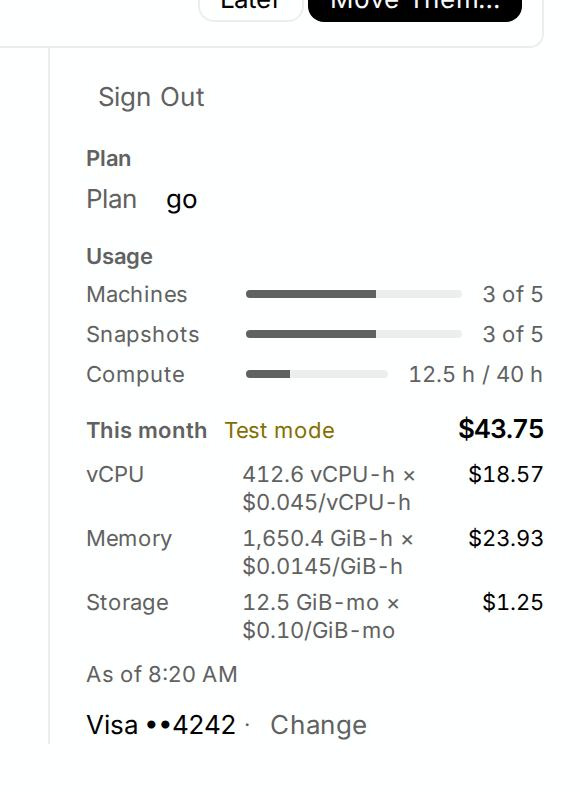 Later Move Them...
Sign Out
Plan
Plan go
Usage
Machines 3 of 5
Snapshots 3 of 5
Compute 12.5 h / 40 h
This month Test mode $43.75
vCPU 412.6 vCPU-h × $18.57
$0.045/vCPU-h
Memory 1,650.4 GiB-h × $23.93
$0.0145/GiB-h
Storage 12.5 GiB-mo × $1.25
$0.10/GiB-mo
As of 8:20 AM
Visa ••4242 · Change